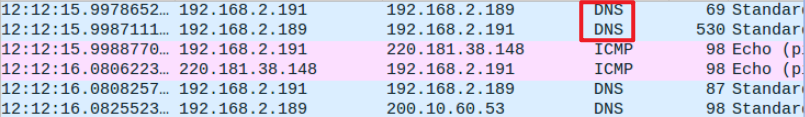 12:12:15.9978652… 192.168.2.191 192.168.2.189 DNS 69 Standar
12:12:15.9987111… 192.168.2.189 192.168.2.191 DNS 530 Standar
12:12:15.9988770… 192.168.2.191 220.181.38.148 ICMP 98 Echo (p
12:12:16.0806223… 220.181.38.148 192.168.2.191 ICMP 98 Echo (p
12:12:16.0808257… 192.168.2.191 192.168.2.189 DNS 87 Standar
12:12:16.0825523… 192.168.2.189 200.10.60.53 DNS 98 Standar